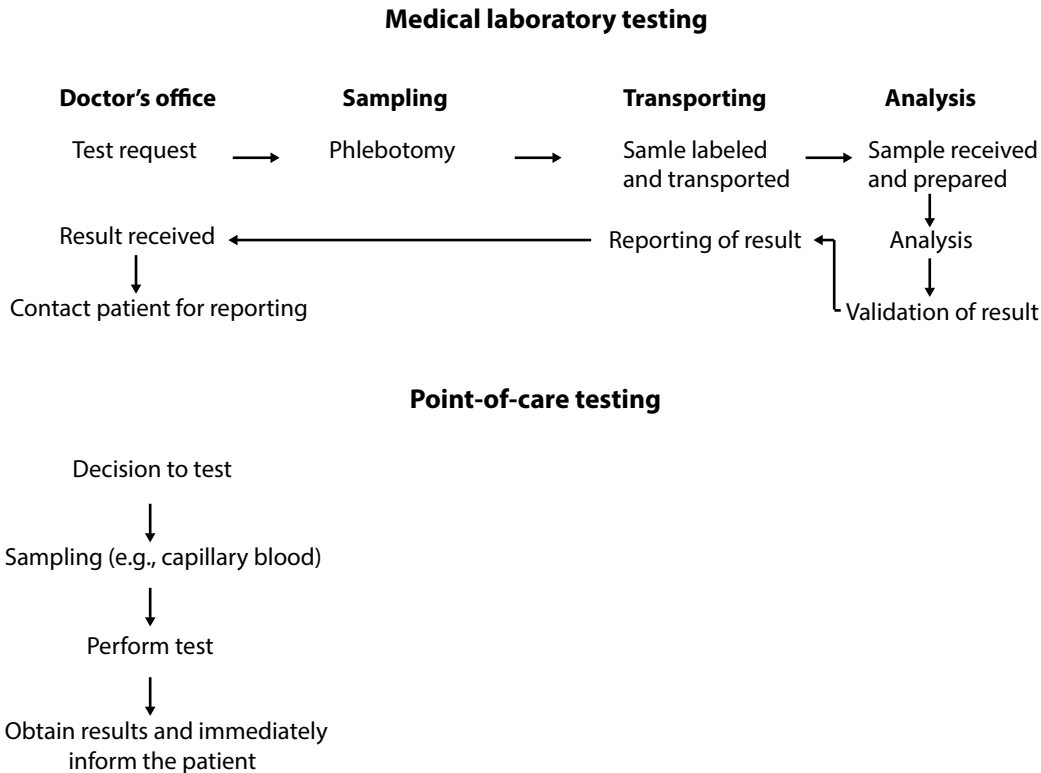 Medical laboratory testing
Doctor's office
Sampling
Transporting
Analysis
Test request
Phlebotomy
Samle labeled
and transported
Sample received
and prepared
Result received
Reporting of result
Analysis
Contact patient for reporting
Validation of result
Point-of-care testing
Decision to test
Sampling (e.g., capillary blood)
Perform test
Obtain results and immediately
inform the patient